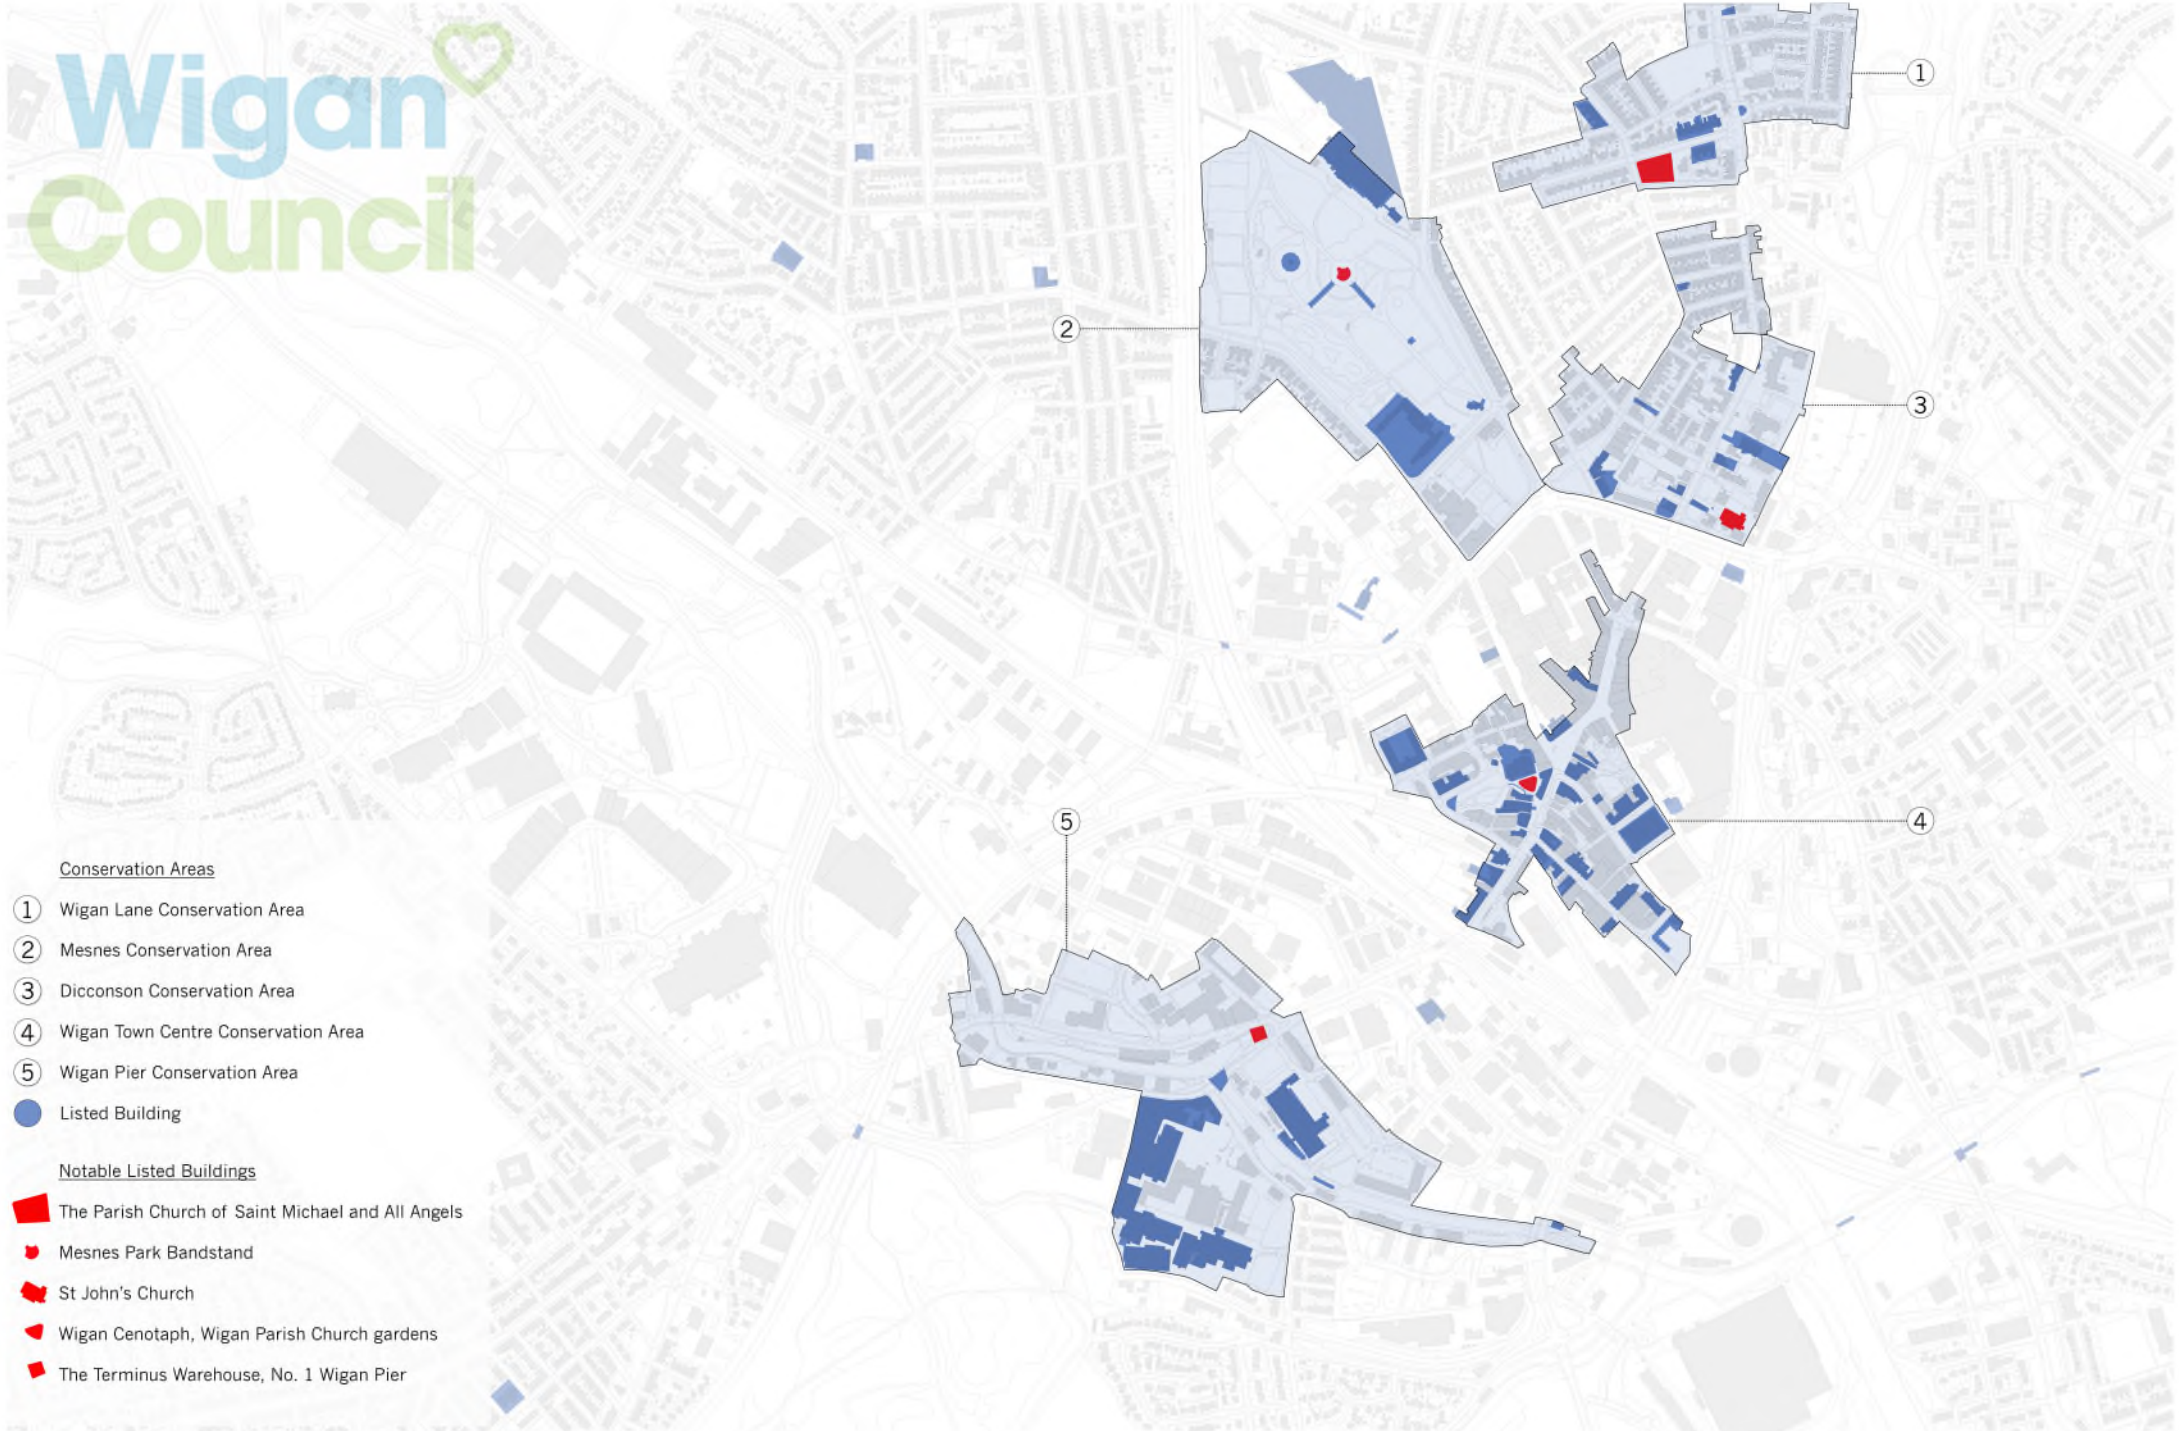 Wigan
Council
1
2
3
4
5
Conservation Areas
1 Wigan Lane Conservation Area
2 Mesnes Conservation Area
3 Dicconson Conservation Area
4 Wigan Town Centre Conservation Area
5 Wigan Pier Conservation Area
Listed Building
Notable Listed Buildings
The Parish Church of Saint Michael and All Angels
Mesnes Park Bandstand
St John's Church
Wigan Cenotaph, Wigan Parish Church gardens
The Terminus Warehouse, No. 1 Wigan Pier